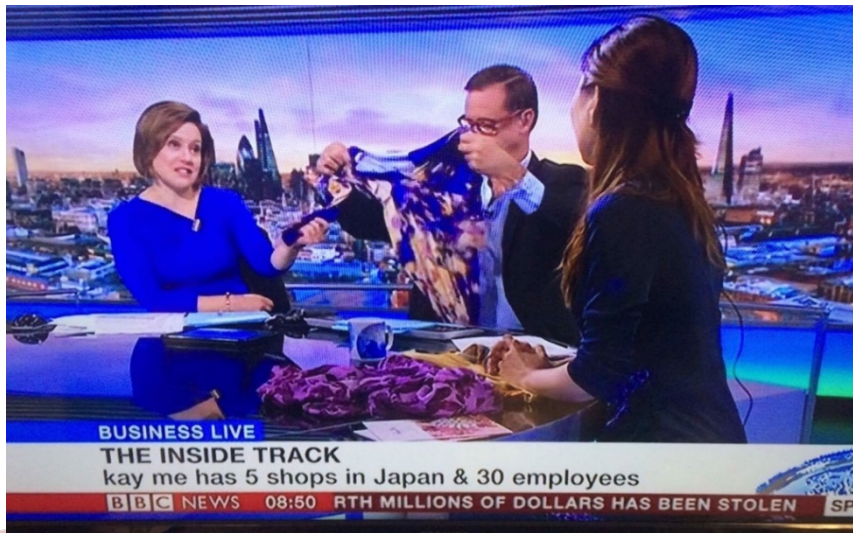 BUSINESS LIVE
THE INSIDE TRACK
kay me has 5 shops in Japan & 30 employees
BBC NEWS 08:50 RTH MILLIONS OF DOLLARS HAS BEEN STOLEN SP